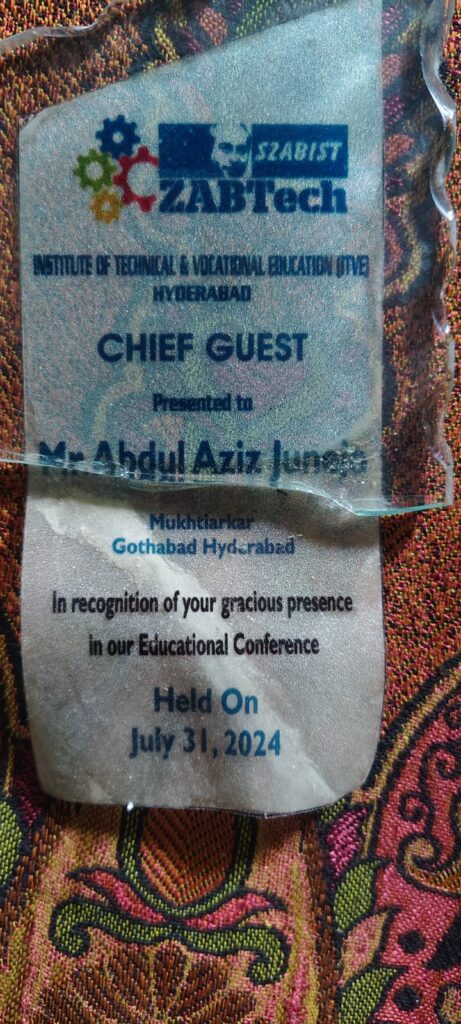 SZABIST
ZABTech
INSTITUTE OF TECHNICAL & VOCATIONAL EDUCATION (ITVE)
HYDERABAD
CHIEF GUEST
Presented to
Mr Abdul Aziz Junejo
Mukhtiarkar
Gothabad Hyderabad
In recognition of your gracious presence
in our Educational Conference
Held On
July 31, 2024